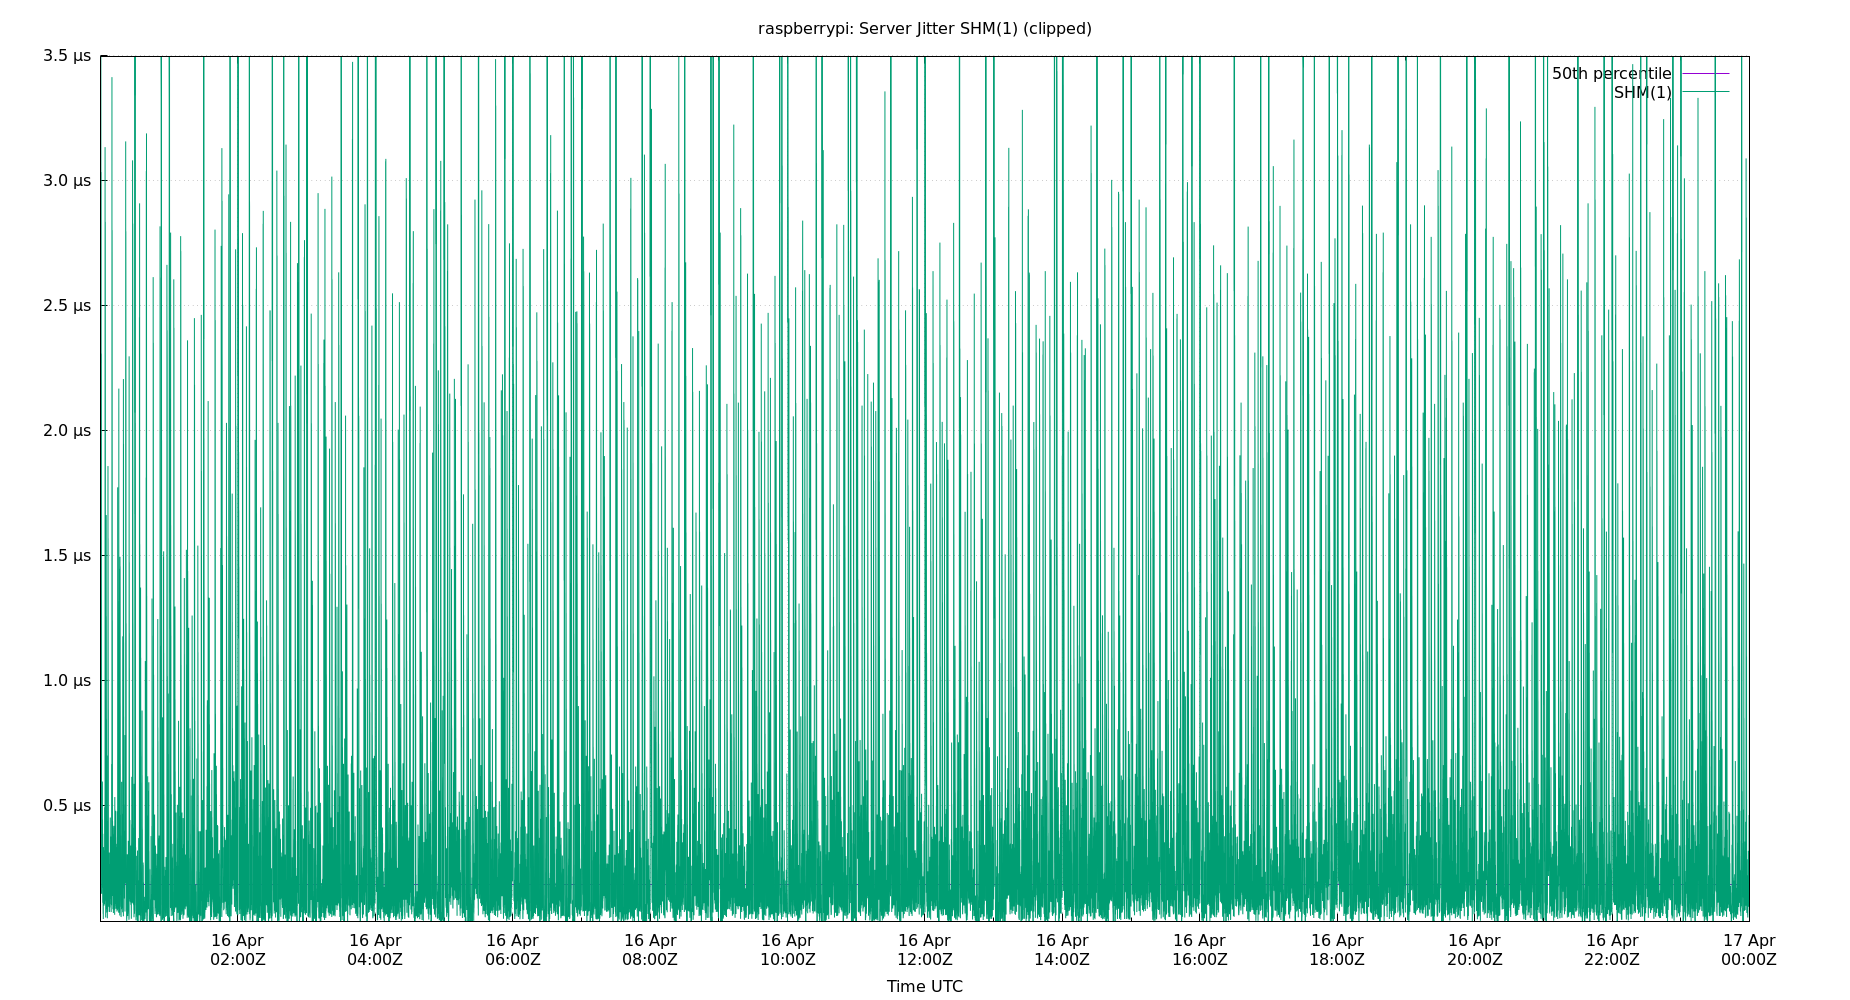 raspberrypi: Server Jitter SHM(1) (clipped)
3.5 µs
3.0 µs
2.5 µs
2.0 µs
1.5 µs
1.0 µs
0.5 µs
50th percentile
SHM(1)
16 Apr 16 Apr 16 Apr 16 Apr 16 Apr 16 Apr 16 Apr 16 Apr 16 Apr 16 Apr 16 Apr 17 Apr
02:00Z 04:00Z 06:00Z 08:00Z 10:00Z 12:00Z 14:00Z 16:00Z 18:00Z 20:00Z 22:00Z 00:00Z
Time UTC